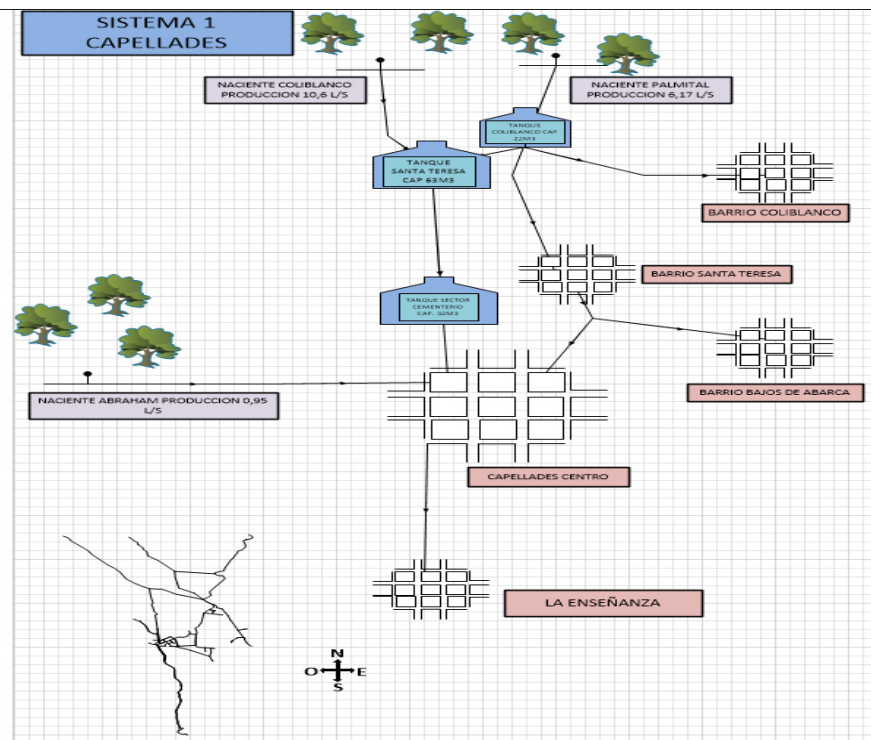 SISTEMA 1
CAPELLADES
NACIENTE COLIBLANCO
PRODUCCION 10,6 L/S
NACIENTE PALMITAL
PRODUCCION 6,17 L/S
TANQUE
COLIBLANCO CAP
22M3
TANQUE
SANTA TERESA
CAP 63M3
BARRIO COLIBLANCO
BARRIO SANTA TERESA
TANQUE SECTOR
CEMENTERIO
CAP. 32M3
BARRIO BAJOS DE ABARCA
NACIENTE ABRAHAM PRODUCCION 0,95
L/S
CAPELLADES CENTRO
LA ENSEÑANZA
N
O E
S